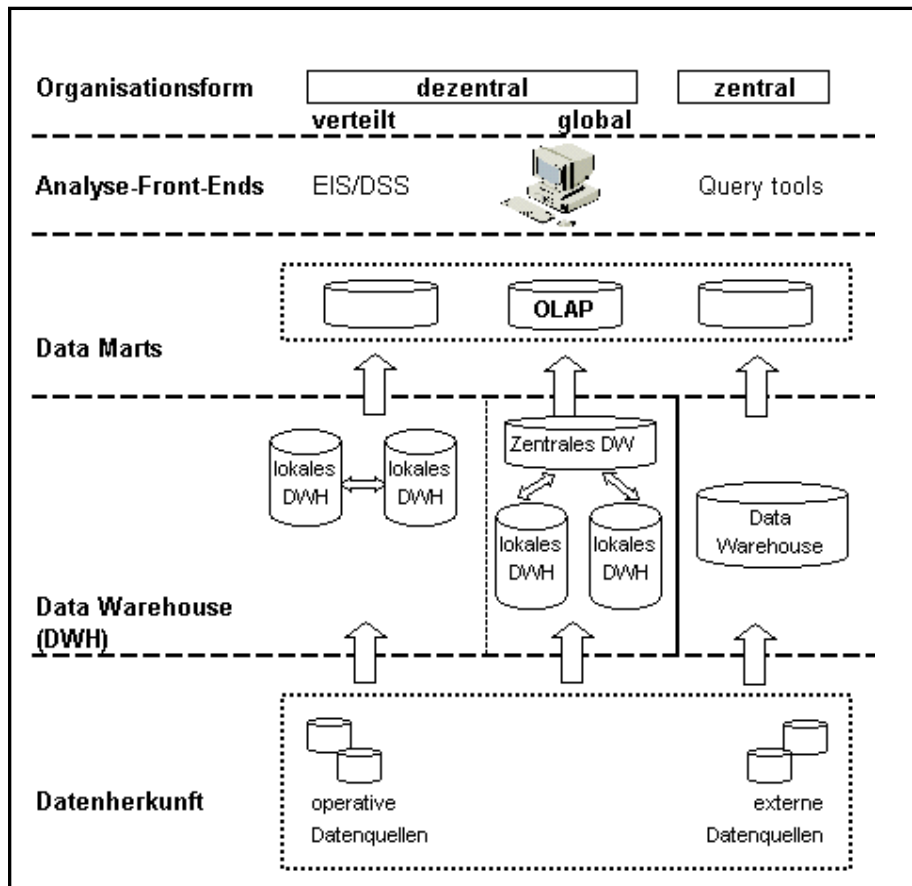 Organisationsform dezentral zentral
verteilt global
Analyse-Front-Ends EIS/DSS Query tools
OLAP
Data Marts
Zentrales DW
lokales DWH
lokales DWH
lokales DWH
lokales DWH
Data Warehouse
Data Warehouse
(DWH)
Datenherkunft
operative
Datenquellen
externe
Datenquellen